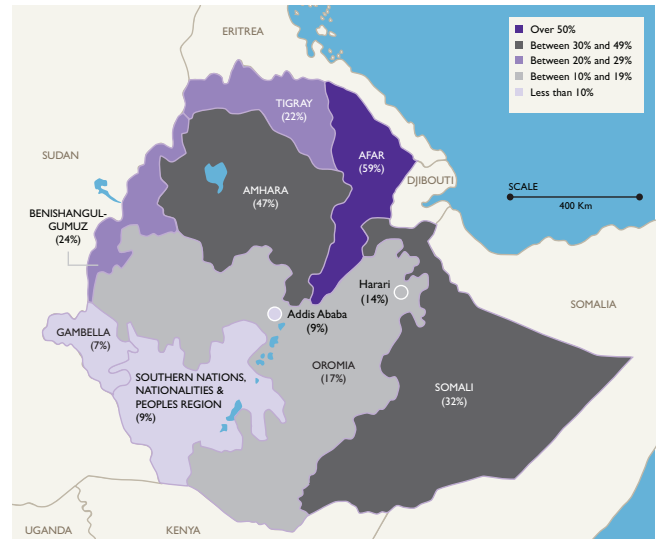 ERITREA
Over 50%
Between 30% and 49%
Between 20% and 29%
Between 10% and 19%
Less than 10%
TIGRAY
(22%)
SUDAN
AFAR
(59%)
DJIBOUTI
AMHARA
(47%)
SCALE
400 Km
BENISHANGUL-
GUMUZ
(24%)
Harari
(14%)
SOMALIA
Addis Ababa
(9%)
GAMBELLA
(7%)
OROMIA
(17%)
SOUTHERN NATIONS,
NATIONALITIES &
PEOPLES REGION
(9%)
SOMALI
(32%)
UGANDA
KENYA